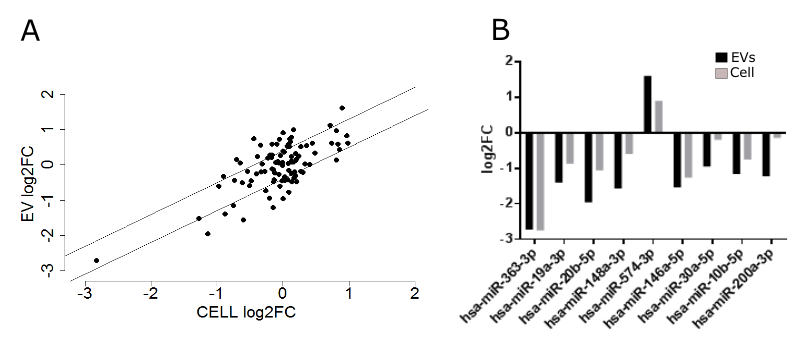 A
EV log2FC
2
1
0
-1
-2
-3
-3 -2 -1 0 1 2
CELL log2FC
B
EVs
Cell
log2FC
2
1
0
-1
-2
-3
hsa-miR-363-3p
hsa-miR-19a-3p
hsa-miR-20b-5p
hsa-miR-148a-3p
hsa-miR-574-3p
hsa-miR-146a-5p
hsa-miR-30a-5p
hsa-miR-10b-5p
hsa-miR-200a-3p